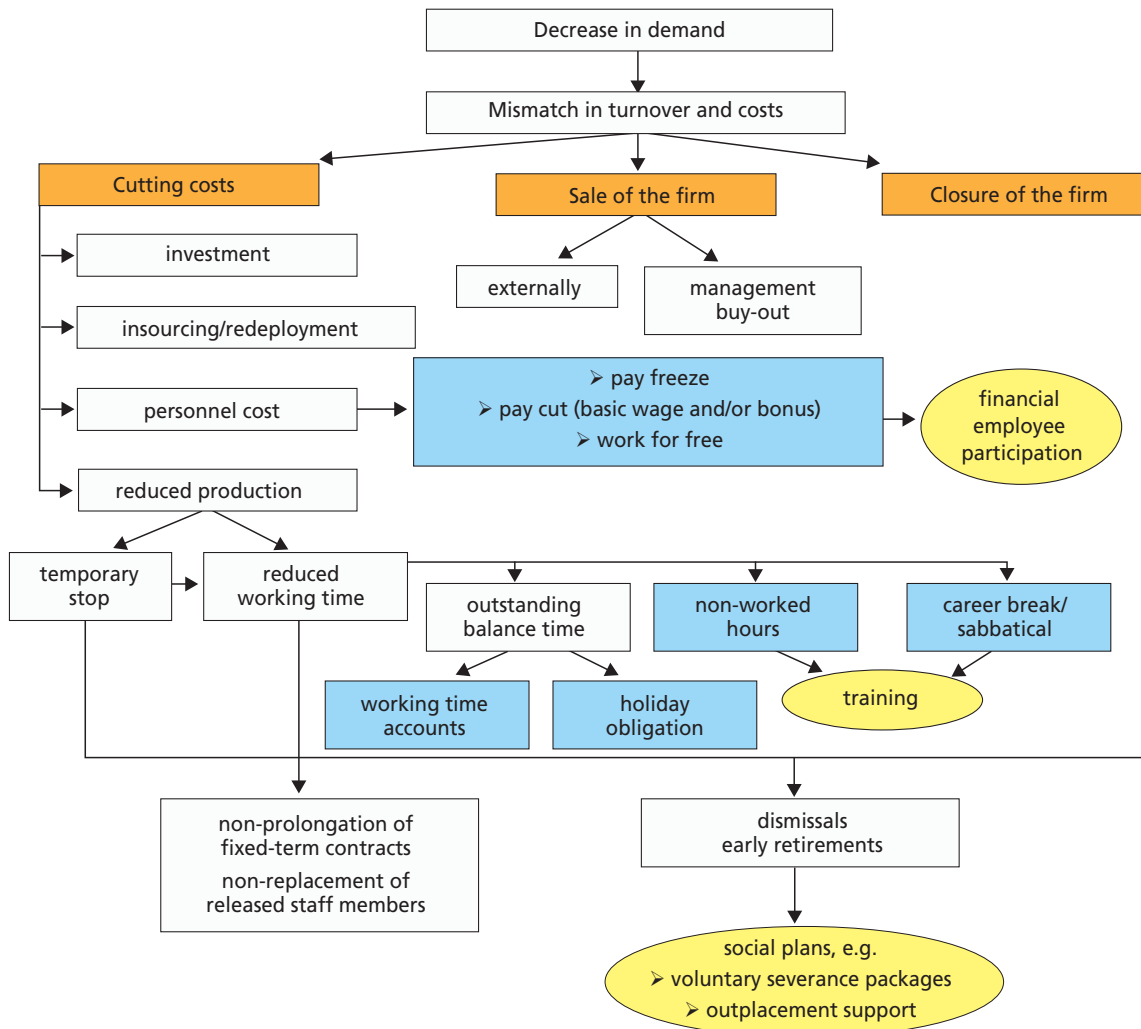 Decrease in demand
Mismatch in turnover and costs
Cutting costs
Sale of the firm
Closure of the firm
investment
externally
management
buy-out
insourcing/redeployment
personnel cost
➢ pay freeze
➢ pay cut (basic wage and/or bonus)
➢ work for free
financial
employee
participation
reduced production
temporary
stop
reduced
working time
outstanding
balance time
non-worked
hours
career break/
sabbatical
working time
accounts
holiday
obligation
training
non-prolongation of
fixed-term contracts
non-replacement of
released staff members
dismissals
early retirements
social plans, e.g.
➢ voluntary severance packages
➢ outplacement support